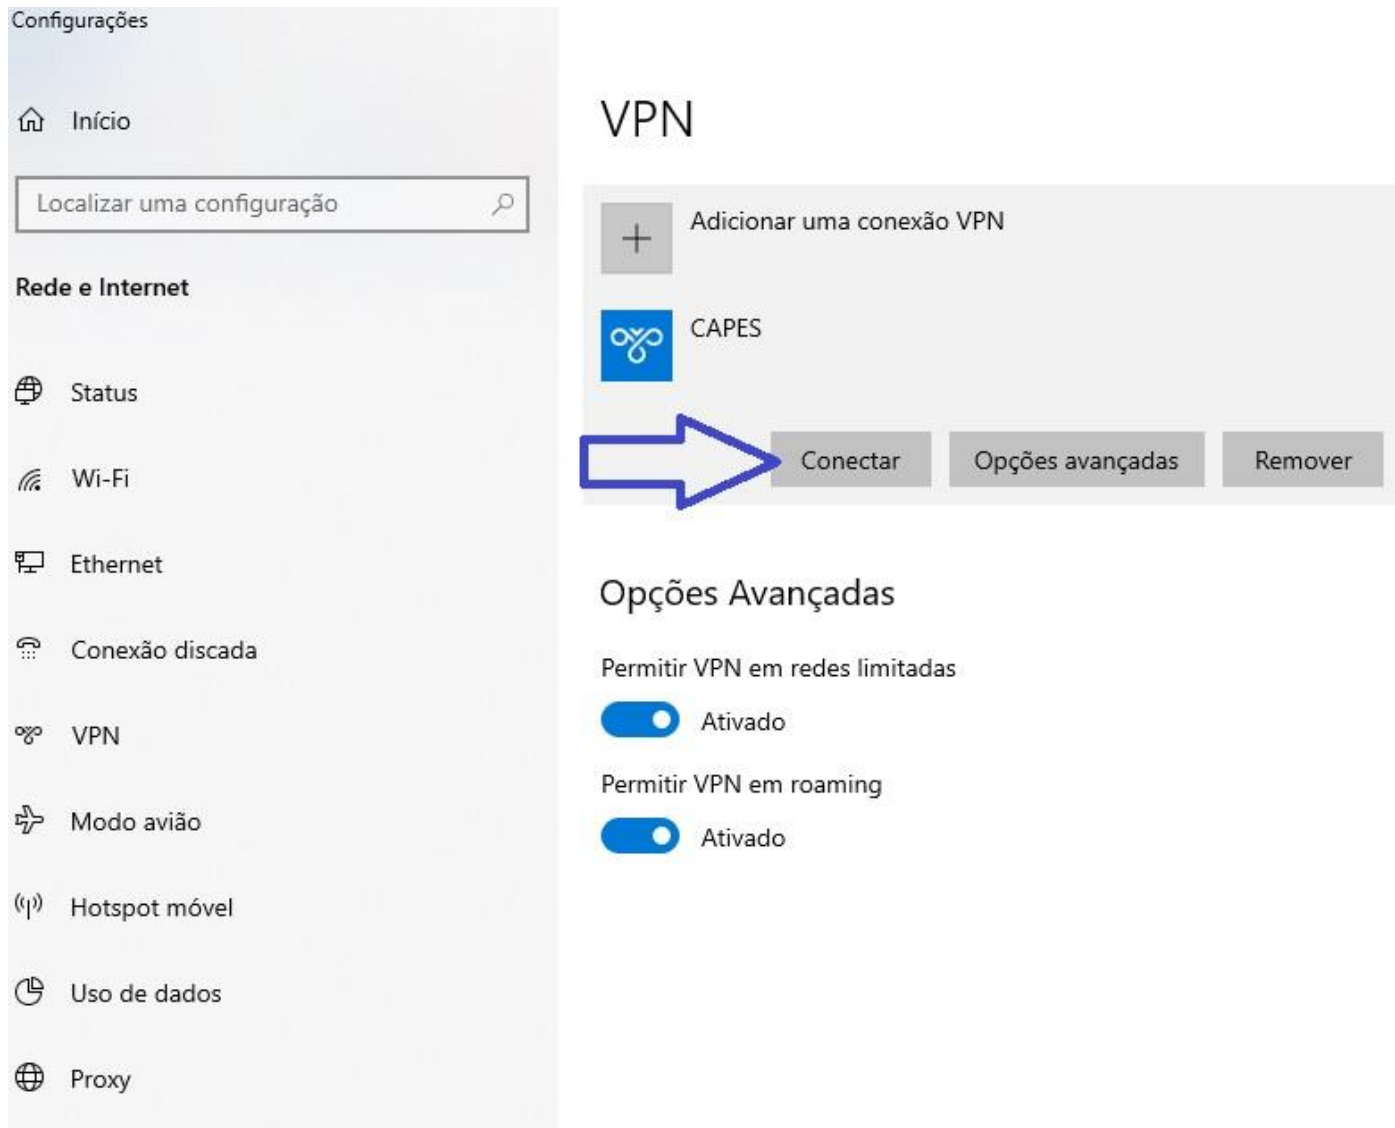 Configurações
Início
Localizar uma configuração
Rede e Internet
Status
Wi-Fi
Ethernet
Conexão discada
VPN
Modo avião
Hotspot móvel
Uso de dados
Proxy
VPN
Adicionar uma conexão VPN
CAPES
Conectar Opções avançadas Remover
Opções Avançadas
Permitir VPN em redes limitadas
Ativado
Permitir VPN em roaming
Ativado